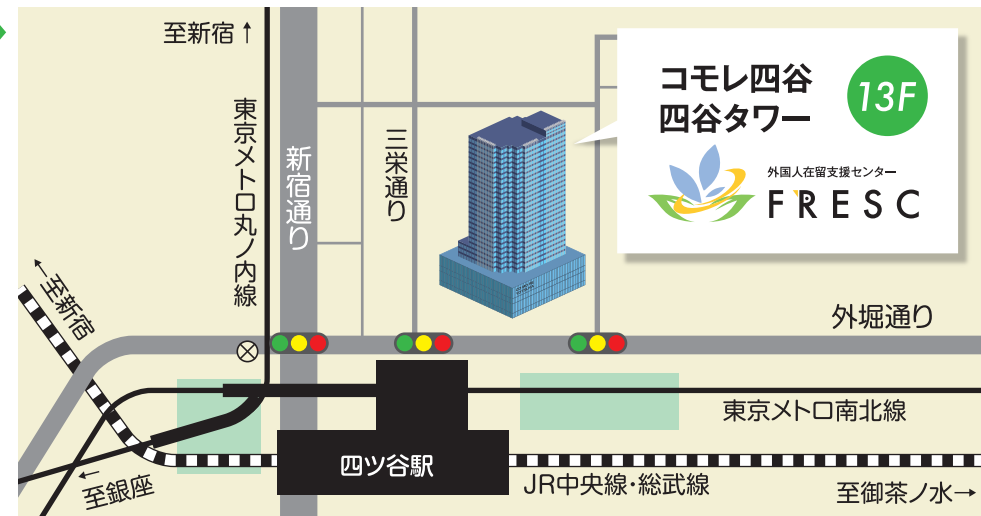 至新宿↑
コモレ四谷
四谷タワー
13F
外国人在留支援センター
FRESC
東京メトロ丸ノ内線
新宿通り
三栄通り
←至新宿
外堀通り
東京メトロ南北線
四ツ谷駅
←至銀座
JR中央線・総武線
至御茶ノ水→